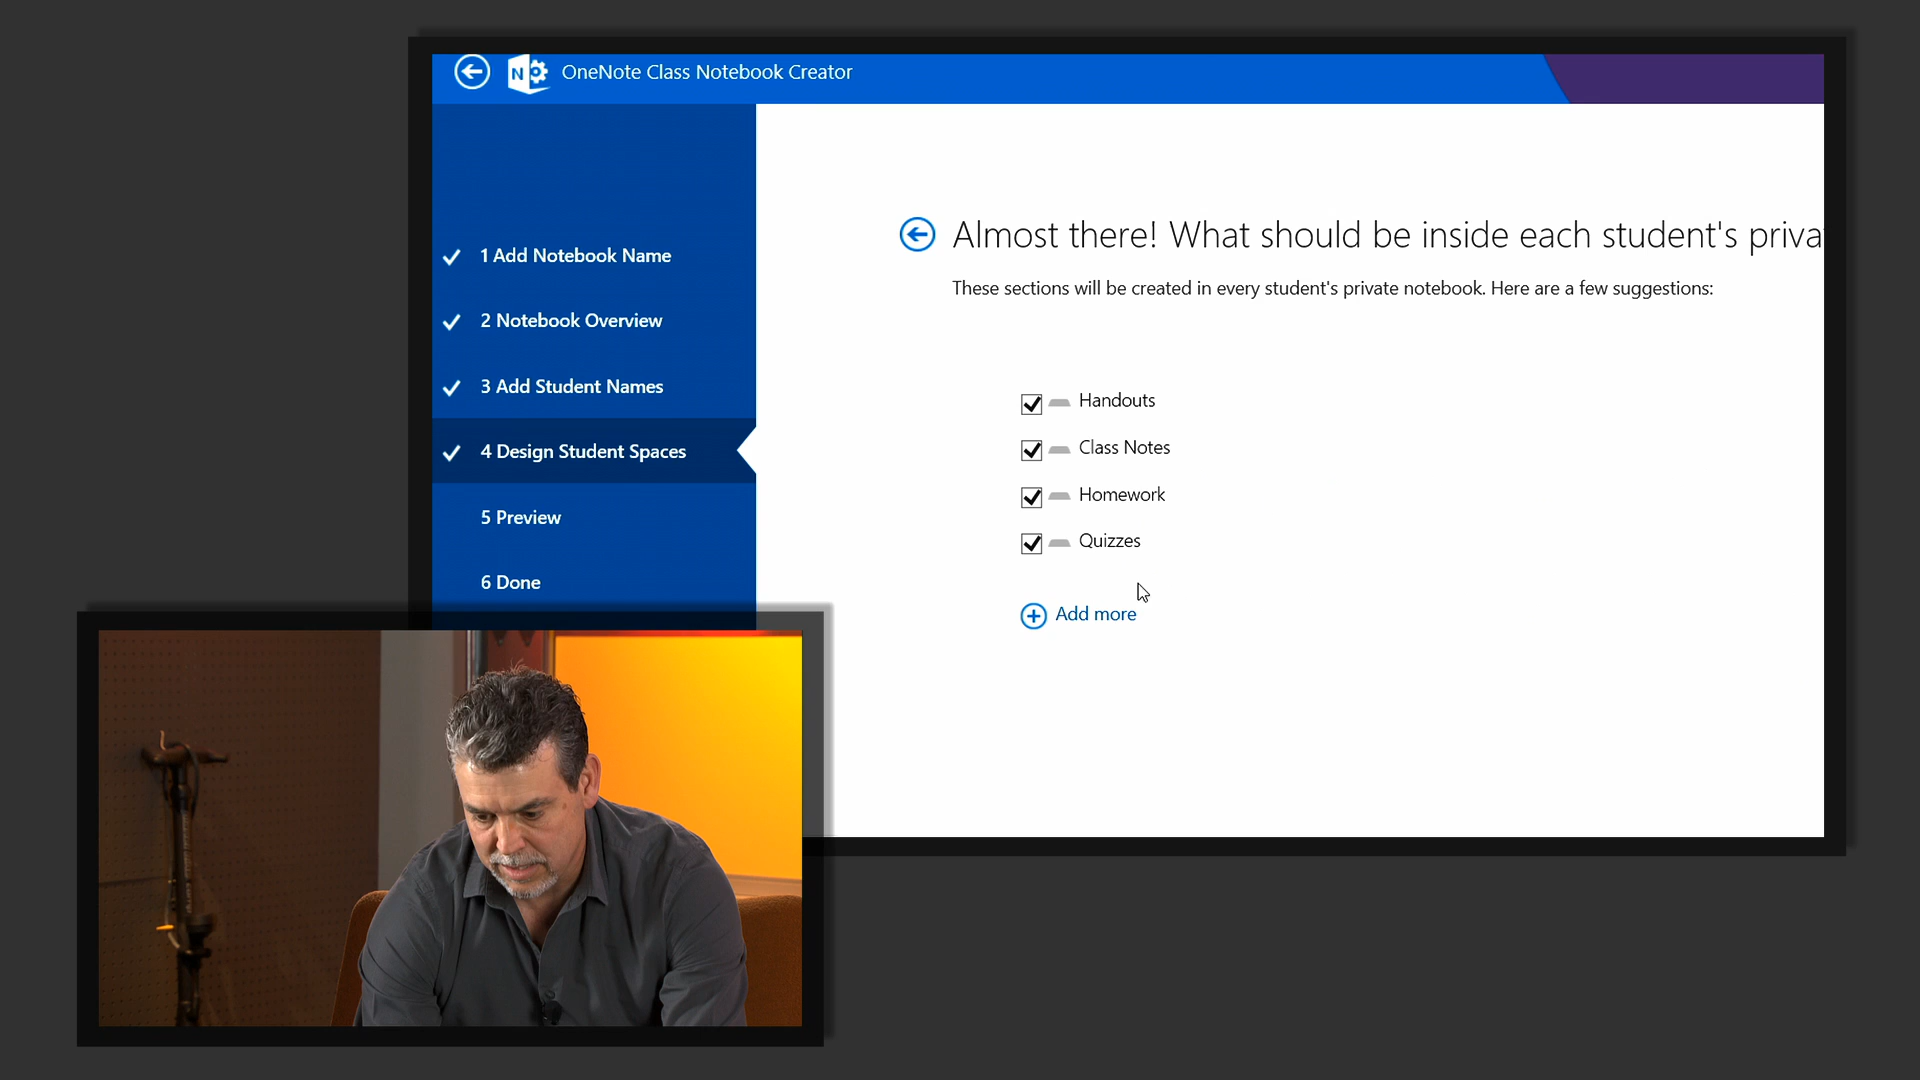 OneNote Class Notebook Creator
1 Add Notebook Name
2 Notebook Overview
3 Add Student Names
4 Design Student Spaces
5 Preview
6 Done
Almost there! What should be inside each student's priva
These sections will be created in every student's private notebook. Here are a few suggestions:
Handouts
Class Notes
Homework
Quizzes
Add more